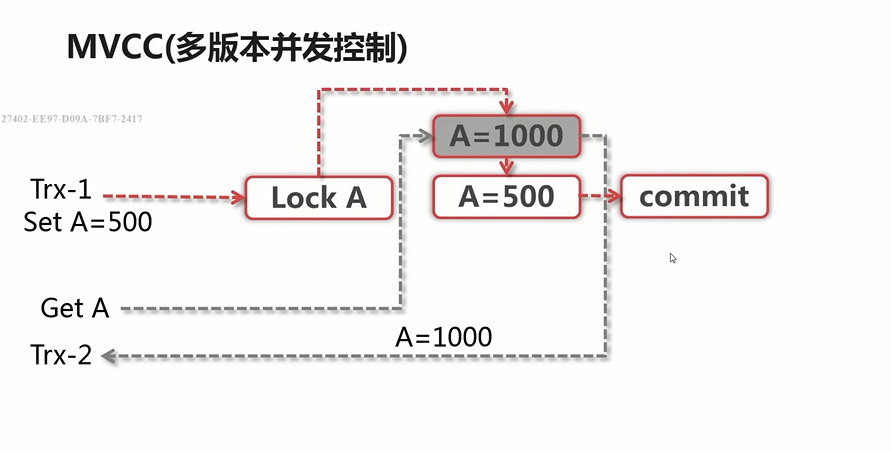 MVCC(多版本并发控制)
27402-EE97-D09A-7BF7-2417
A=1000
Trx-1
Lock A
A=500
commit
Set A=500
Get A
A=1000
Trx-2